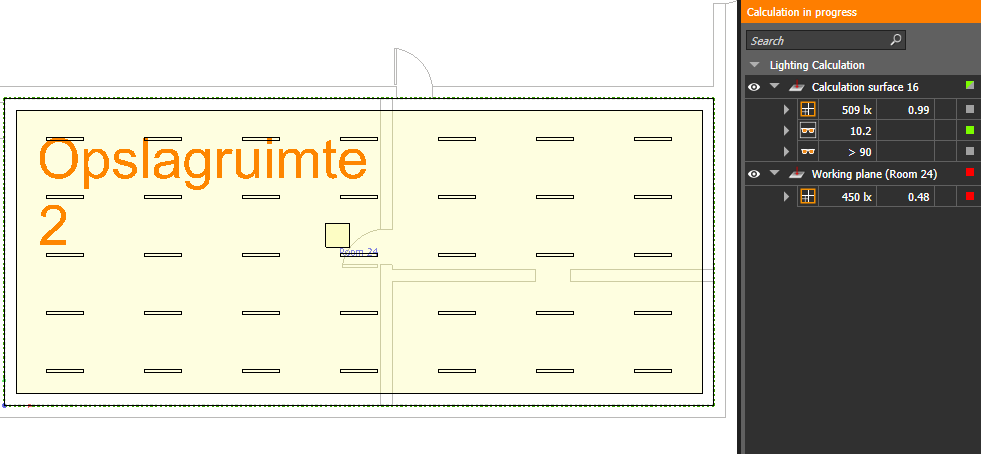 Calculation in progress
Search
Lighting Calculation
Calculation surface 16
509 lx 0.99
10.2
> 90
Working plane (Room 24)
450 lx 0.48
Opslagruimte
2
Room 24